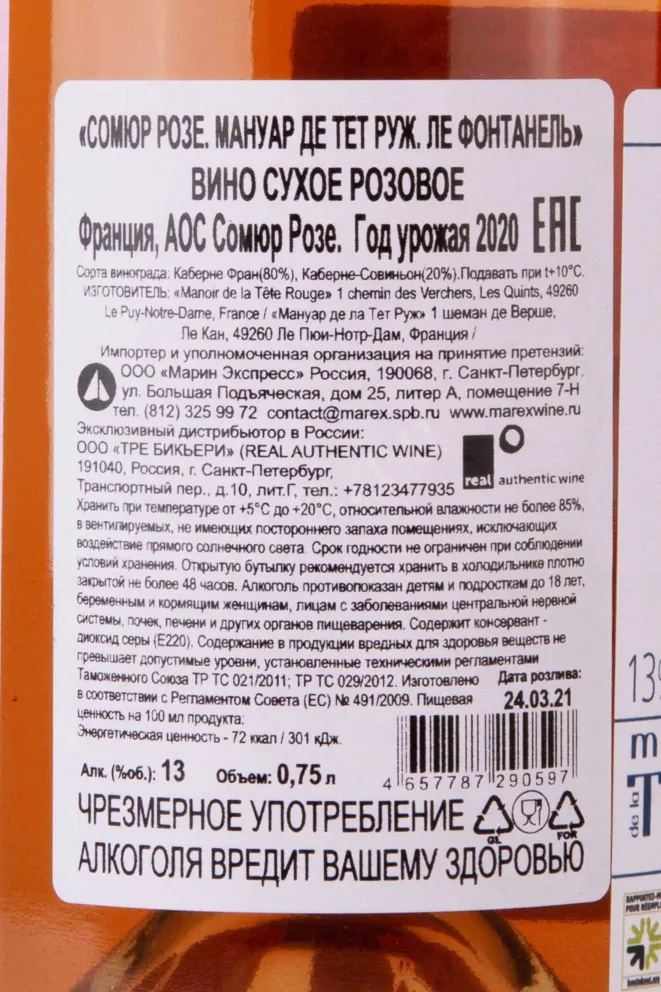 «СОМЮР РОЗЕ. МАНУАР ДЕ ТЕТ РУЖ. ЛЕ ФОНТАНЕЛЬ»
ВИНО СУХОЕ РОЗОВОЕ
Франция, АОС Сомюр Розе. Год урожая 2020 EAC
Сорта винограда: Каберне Фран(80%), Каберне-Совиньон(20%).Подавать при t+10°C.
ИЗГОТОВИТЕЛЬ: «Manoir de la Tête Rouge» 1 chemin des Verchers, Les Quints, 49260
Le Puy-Notre-Dame, France / «Мануар де ла Тет Руж» 1 шеман де Верше,
Ле Кан, 49260 Ле Пюи-Нотр-Дам, Франция /
Импортер и уполномоченная организация на принятие претензий:
ООО «Марин Экспресс» Россия, 190068, г. Санкт-Петербург,
ул. Большая Подъяческая, дом 25, литер А, помещение 7-Н
тел. (812) 325 99 72 contact@marex.spb.ru www.marexwine.ru
Эксклюзивный дистрибьютор в России:
ООО «ТРЕ БИКЬЕРИ» (REAL AUTHENTIC WINE)
191040, Россия, г. Санкт-Петербург,
real authentic wine
Транспортный пер., д.10, лит.Г, тел.: +78123477935
Хранить при температуре от +5°C до +20°C, относительной влажности не более 85%,
в вентилируемых, не имеющих постороннего запаха помещениях, исключающих
воздействие прямого солнечного света. Срок годности не ограничен при соблюдении
условий хранения. Открытую бутылку рекомендуется хранить в холодильнике плотно
закрытой не более 48 часов. Алкоголь противопоказан детям и подросткам до 18 лет,
беременным и кормящим женщинам, лицам с заболеваниями центральной нервной
системы, почек, печени и других органов пищеварения. Содержит консервант -
диоксид серы (E220). Содержание в продукции вредных для здоровья веществ не
превышает допустимые уровни, установленные техническими регламентами
Таможенного Союза ТР ТС 021/2011; ТР ТС 029/2012. Изготовлено
в соответствии с Регламентом Совета (ЕС) № 491/2009. Пищевая
ценность на 100 мл продукта:
Энергетическая ценность - 72 ккал / 301 кДж.
Дата розлива:
24.03.21
Алк. (%об.): 13 Объем: 0,75 л
4 657787 290597
ЧРЕЗМЕРНОЕ УПОТРЕБЛЕНИЕ
GL FOR
АЛКОГОЛЯ ВРЕДИТ ВАШЕМУ ЗДОРОВЬЮ
13
m
de la T